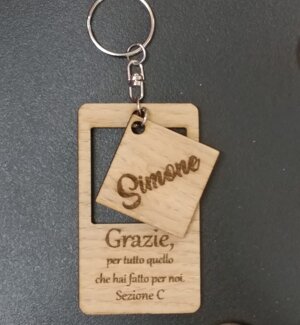 Simone
Grazie,
per tutto quello
che hai fatto per noi.
Sezione C